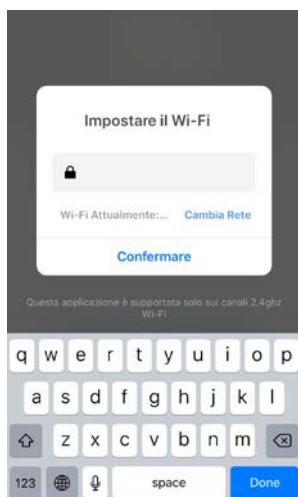 Impostare il Wi-Fi
Wi-Fi Attualmente:... Cambia Rete
Confermare
Questa applicazione è supportata solo sui canali 2.4ghz
Wi-Fi
q w e r t y u i o p
a s d f g h j k l
z x c v b n m
123 space Done